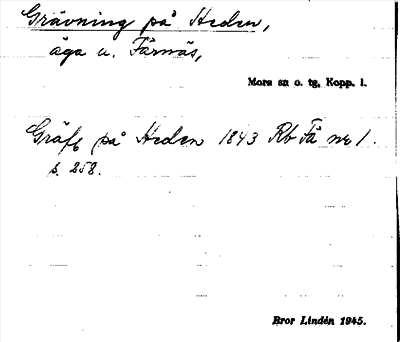 Grävning på Heden,
äga u. Färnäs,
Mora sn o. tg, Kopp. l.
Gräfg på Heden 1843 Rb Fä nr 1.
s. 258.
Bror Lindén 1945.